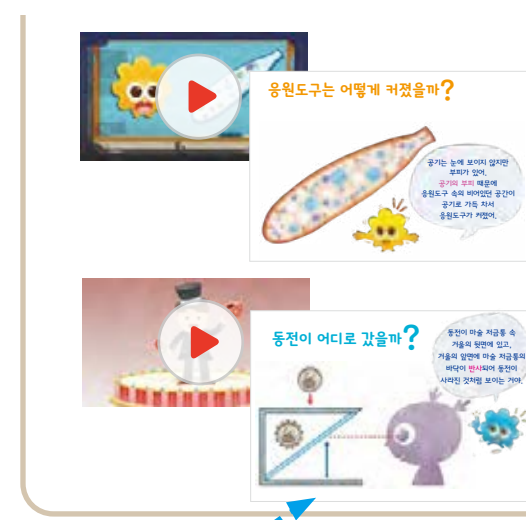 응원도구는 어떻게 커졌을까?
공기는 눈에 보이지 않지만
부피가 있어.
공기의 부피 때문에
응원도구 속의 비어있던 공간이
공기로 가득 차서
응원도구가 커졌어.
동전이 어디로 갔을까?
동전이 마술 저금통 속
거울의 뒷면에 있고,
거울의 앞면에 마술 저금통의
바닥이 반사되어 동전이
사라진 것처럼 보이는 거야.